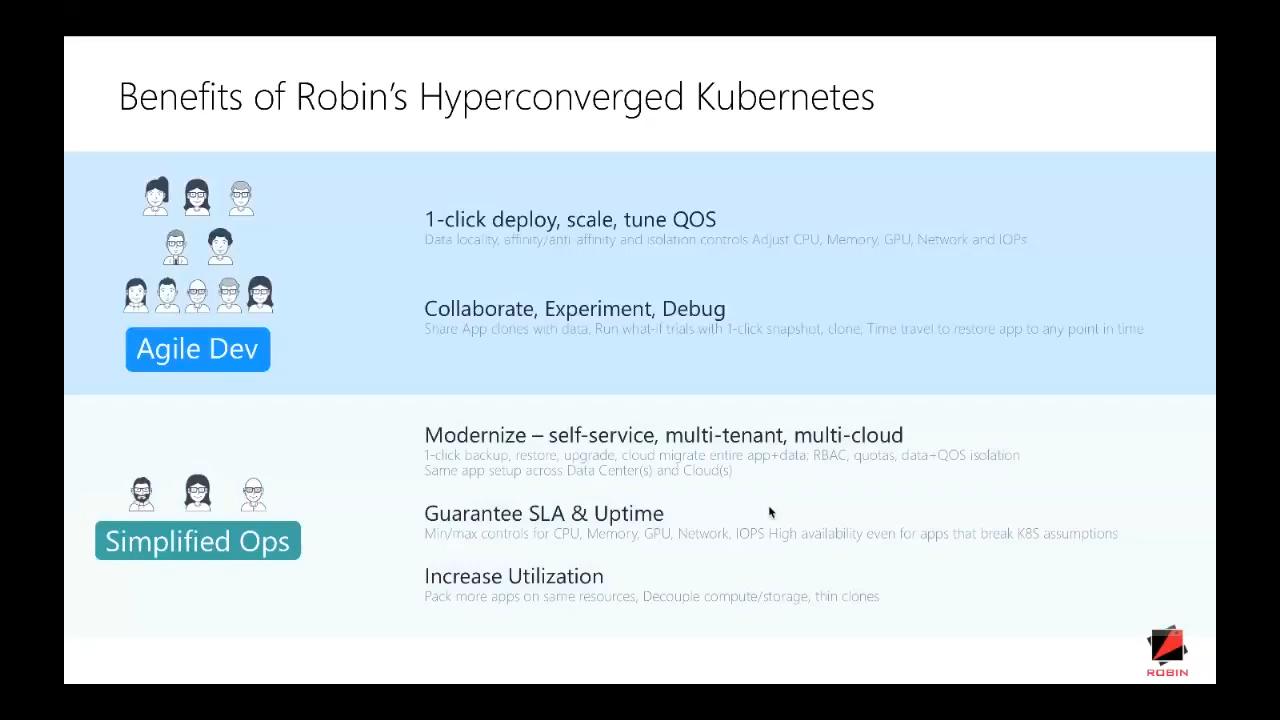 Benefits of Robin's Hyperconverged Kubernetes
1-click deploy, scale, tune QOS
Data locality, affinity/anti affinity and isolation controls Adjust CPU, Memory, GPU, Network and IOPs
Collaborate, Experiment, Debug
Share App clones with data, Run what-if trials with 1-click snapshot, clone; Time travel to restore app to any point in time
Agile Dev
Modernize – self-service, multi-tenant, multi-cloud
1-click backup, restore, upgrade, cloud migrate entire app+data; RBAC, quotas, data+QOS isolation
Same app setup across Data Center(s) and Cloud(s)
Guarantee SLA & Uptime
Min/max controls for CPU, Memory, GPU, Network, IOPS High availability even for apps that break K8S assumptions
Simplified Ops
Increase Utilization
Pack more apps on same resources, Decouple compute/storage, thin clones
ROBIN